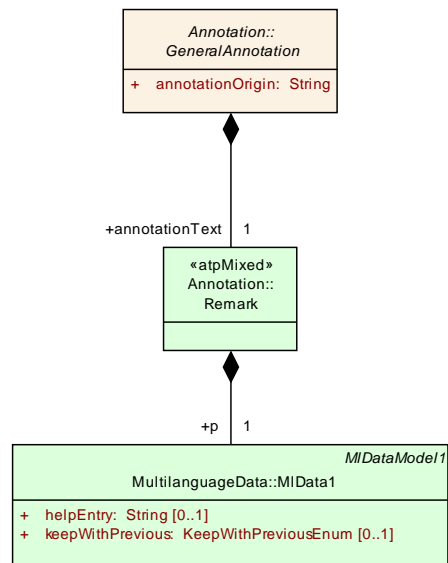 Annotation::
GeneralAnnotation
+ annotationOrigin: String
+annotationText 1
«atpMixed»
Annotation::
Remark
+p 1
MlDataModel1
MultilanguageData::MlData1
+ helpEntry: String [0..1]
+ keepWithPrevious: KeepWithPreviousEnum [0..1]